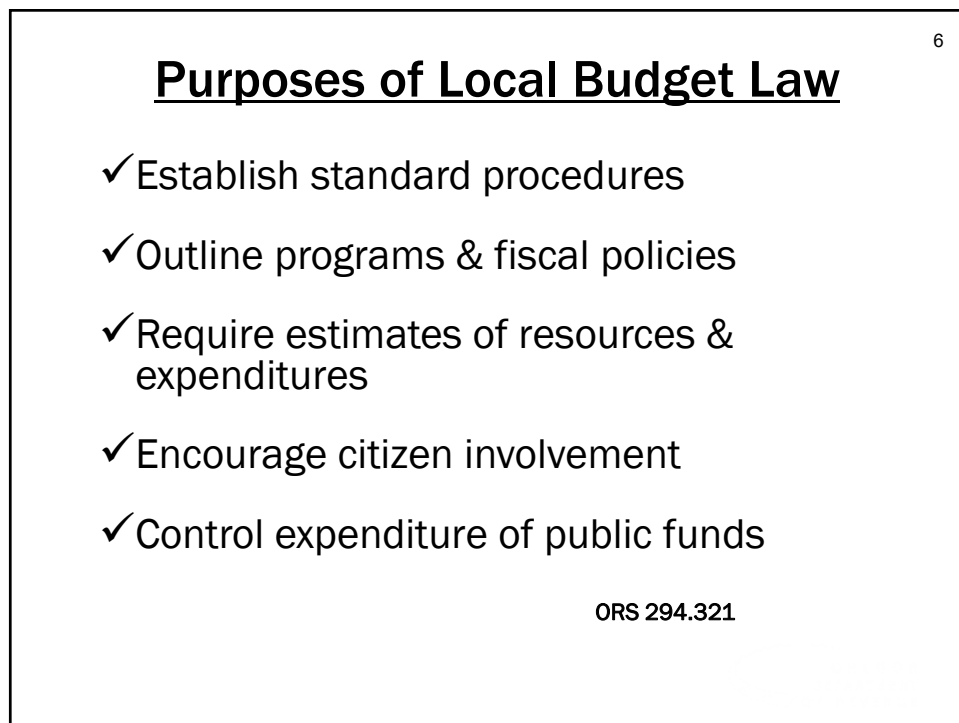 6
Purposes of Local Budget Law
✓Establish standard procedures
✓Outline programs & fiscal policies
✓Require estimates of resources &
expenditures
✓Encourage citizen involvement
✓Control expenditure of public funds
ORS 294.321